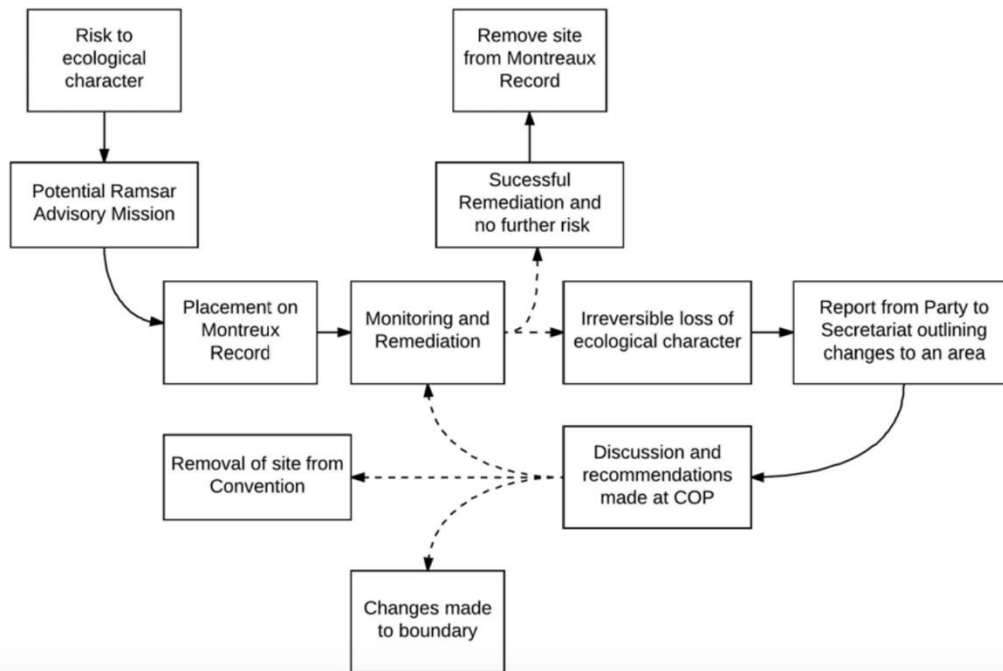 Risk to
ecological
character
Remove site
from Montreaux
Record
Potential Ramsar
Advisory Mission
Sucessful
Remediation and
no further risk
Placement on
Montreux
Record
Monitoring and
Remediation
Irreversible loss of
ecological character
Report from Party to
Secretariat outlining
changes to an area
Removal of site from
Convention
Discussion and
recommendations
made at COP
Changes made
to boundary